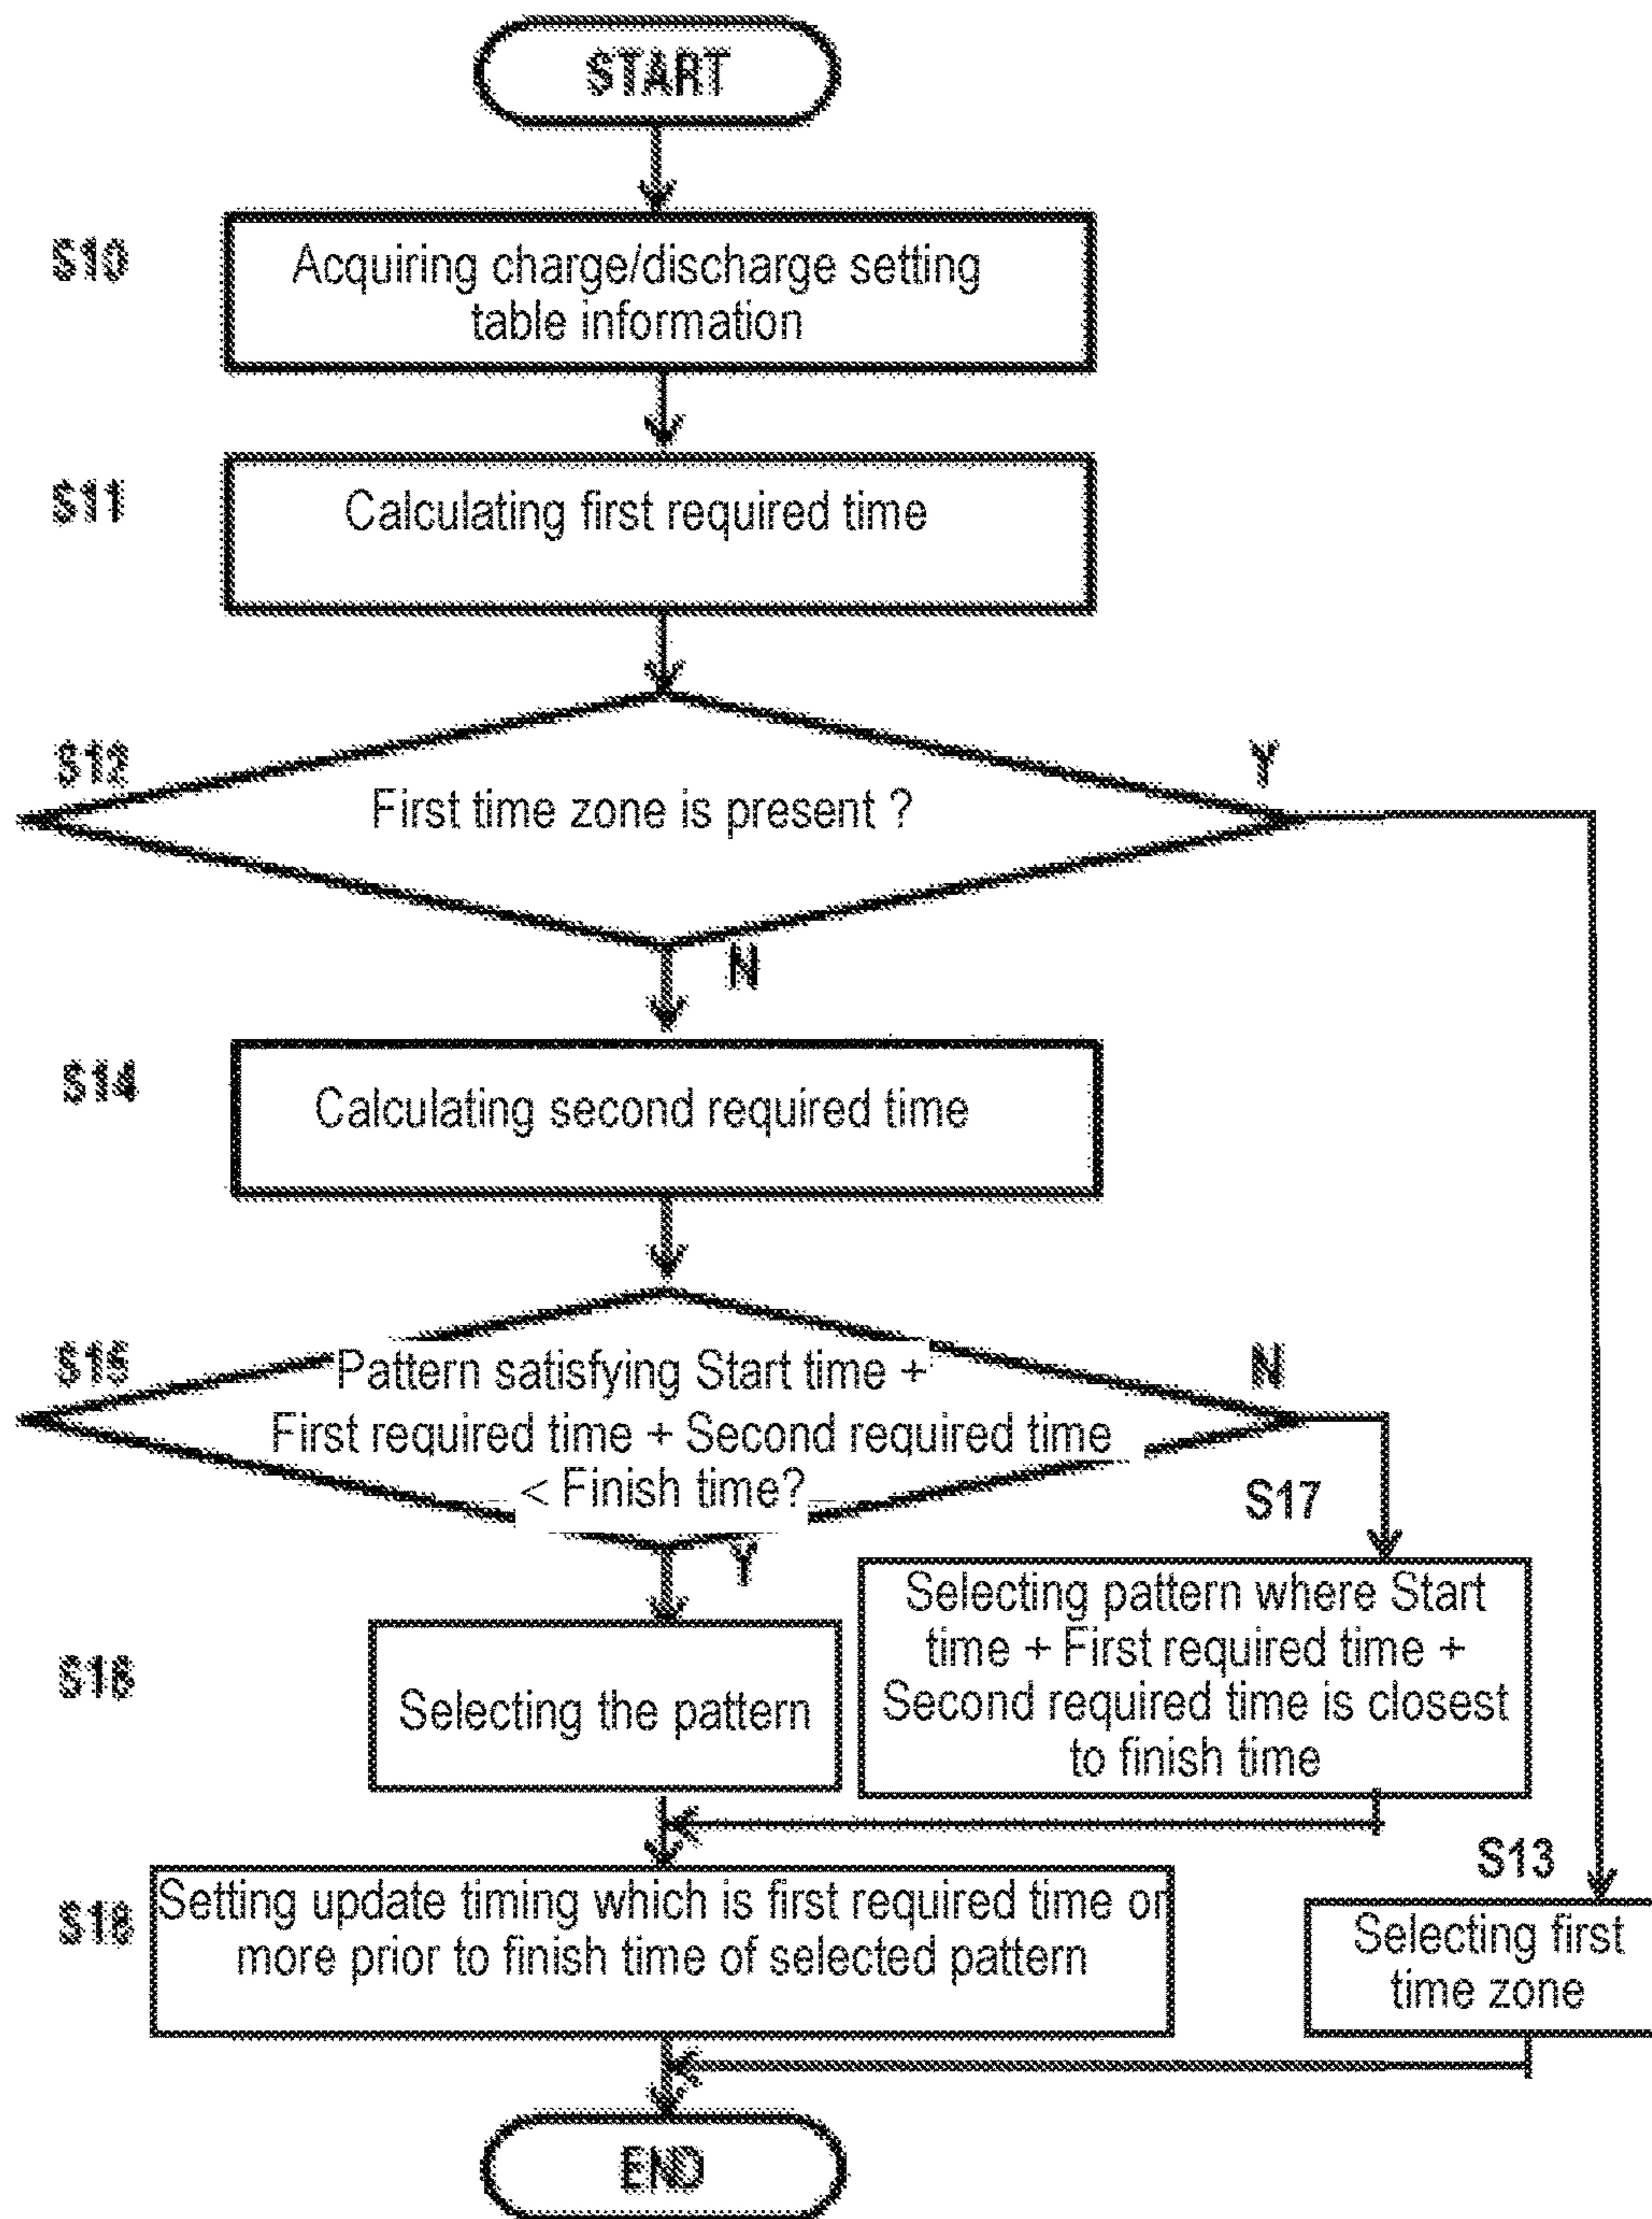 START
S10
Acquiring charge/discharge setting
table information
S11
Calculating first required time
S12
First time zone is present ?
Y
N
S14
Calculating second required time
S15
Pattern satisfying Start time +
First required time + Second required time
< Finish time?
N
Y
S17
Selecting pattern where Start
time + First required time +
Second required time is closest
to finish time
S16
Selecting the pattern
S18
Setting update timing which is first required time or
more prior to finish time of selected pattern
S13
Selecting first
time zone
END